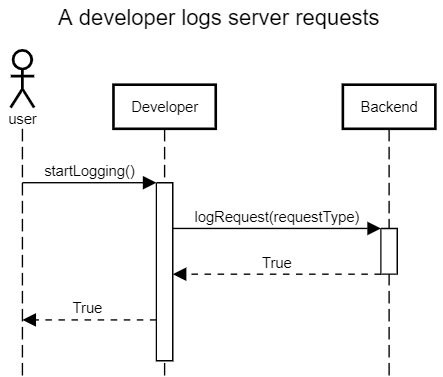 A developer logs server requests
user
Developer
Backend
startLogging()
logRequest(requestType)
True
True